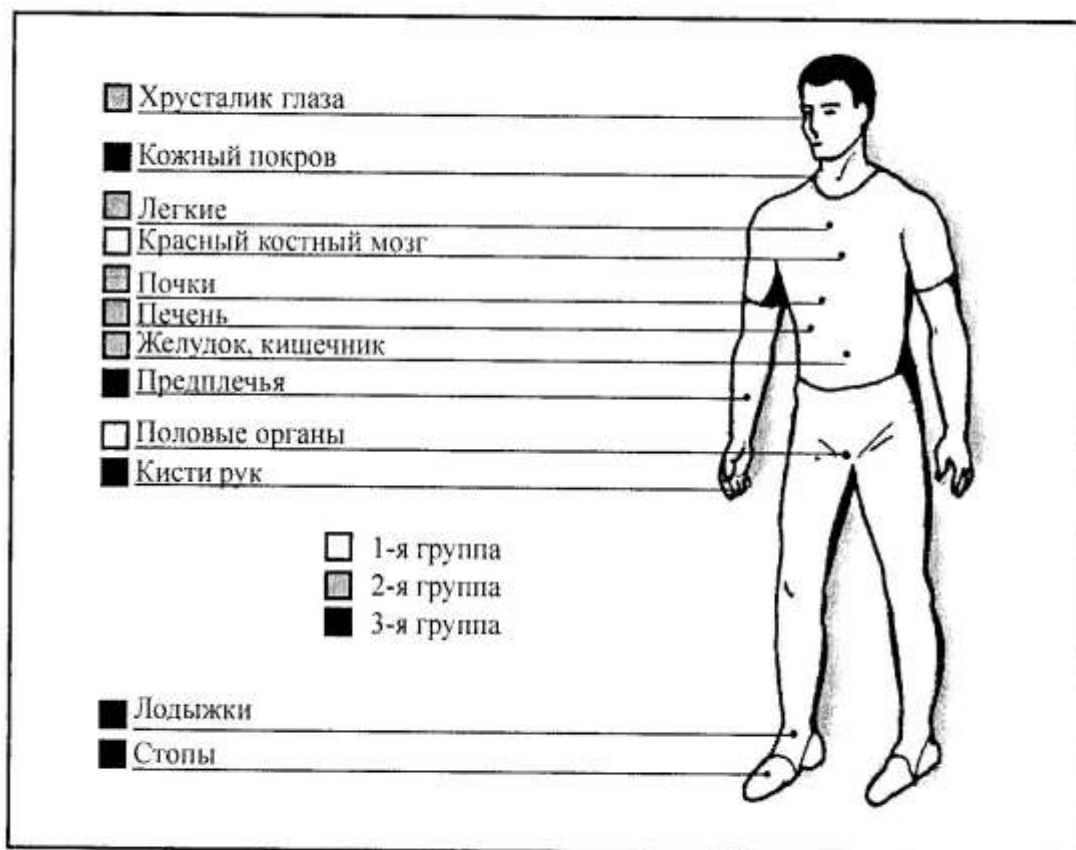 Хрусталик глаза
Кожный покров
Легкие
Красный костный мозг
Почки
Печень
Желудок, кишечник
Предплечья
Половые органы
Кисти рук
1-я группа
2-я группа
3-я группа
Лодыжки
Стопы